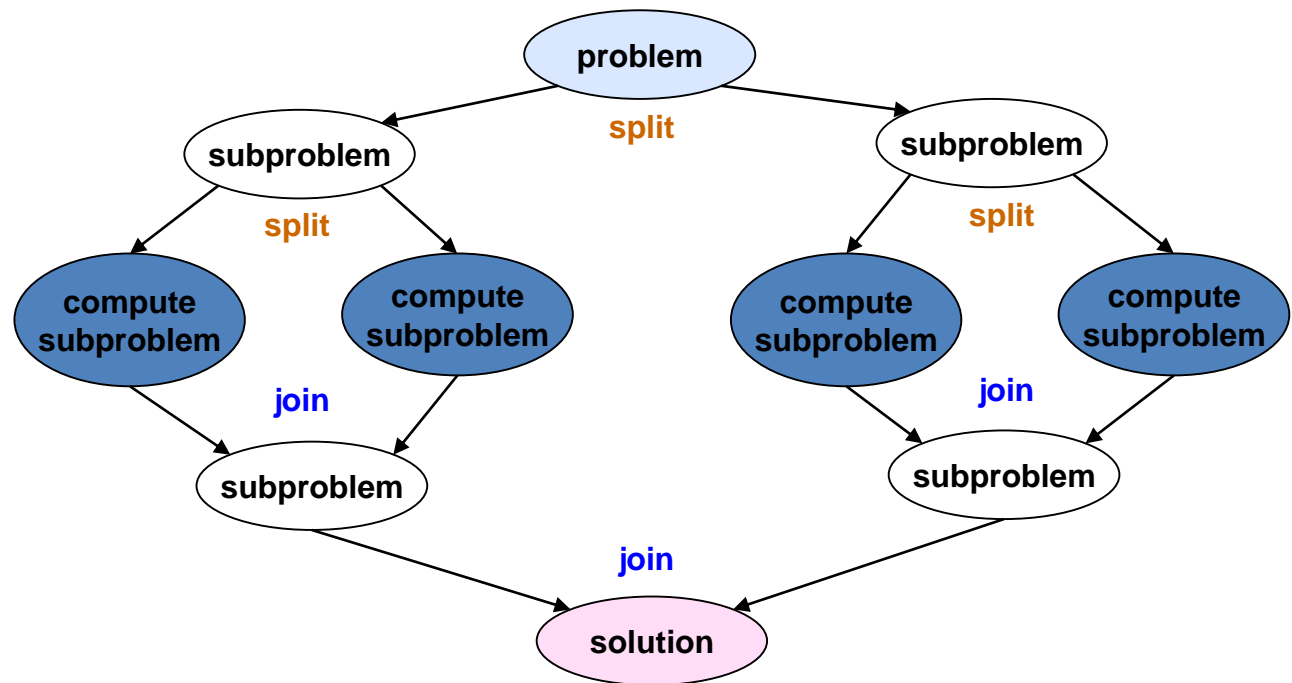 problem
split
subproblem
subproblem
split
split
compute
subproblem
compute
subproblem
compute
subproblem
compute
subproblem
join
join
subproblem
subproblem
join
solution